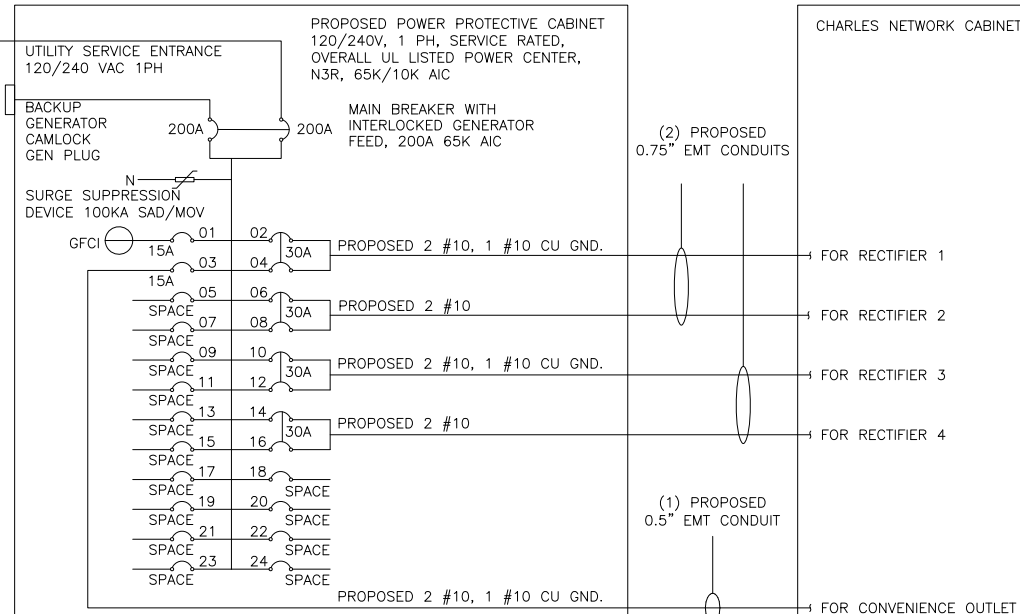 PROPOSED POWER PROTECTIVE CABINET
120/240V, 1 PH, SERVICE RATED,
OVERALL UL LISTED POWER CENTER,
N3R, 65K/10K AIC
CHARLES NETWORK CABINET
UTILITY SERVICE ENTRANCE
120/240 VAC 1PH
BACKUP
GENERATOR
CAMLOCK
GEN PLUG
200A
200A
MAIN BREAKER WITH
INTERLOCKED GENERATOR
FEED, 200A 65K AIC
(2) PROPOSED
0.75" EMT CONDUITS
N
SURGE SUPPRESSION
DEVICE 100KA SAD/MOV
GFCI
15A
01
02
30A
PROPOSED 2 #10, 1 #10 CU GND.
FOR RECTIFIER 1
15A
03
04
SPACE
05
06
30A
PROPOSED 2 #10
FOR RECTIFIER 2
SPACE
07
08
SPACE
09
10
30A
PROPOSED 2 #10, 1 #10 CU GND.
FOR RECTIFIER 3
SPACE
11
12
SPACE
13
14
30A
PROPOSED 2 #10
FOR RECTIFIER 4
SPACE
15
16
SPACE
17
18
SPACE
SPACE
19
20
SPACE
SPACE
21
22
SPACE
SPACE
23
24
SPACE
(1) PROPOSED
0.5" EMT CONDUIT
PROPOSED 2 #10, 1 #10 CU GND.
FOR CONVENIENCE OUTLET